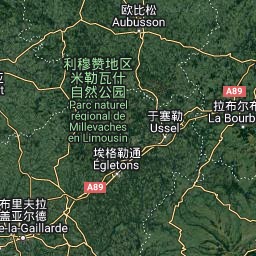 欧比松
Aubusson
利穆赞地区
米勒瓦什
自然公园
Parc naturel
régional de
Millevaches
en Limousin
于塞勒
Ussel
拉布尔布
La Bourb
A89
埃格勒通
Égletons
A89
布里夫拉
盖亚尔德
e-la-Gaillarde